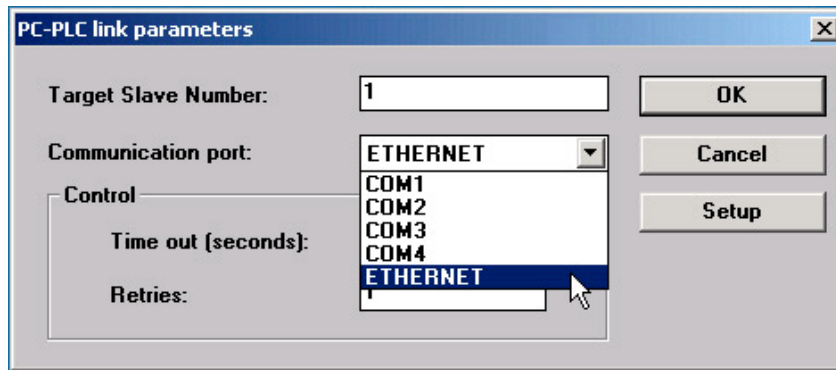 PC-PLC link parameters
Target Slave Number: 1 OK
Communication port: ETHERNET Cancel
COM1
Control
COM2 Setup
COM3
Time out (seconds):
COM4
ETHERNET
Retries: